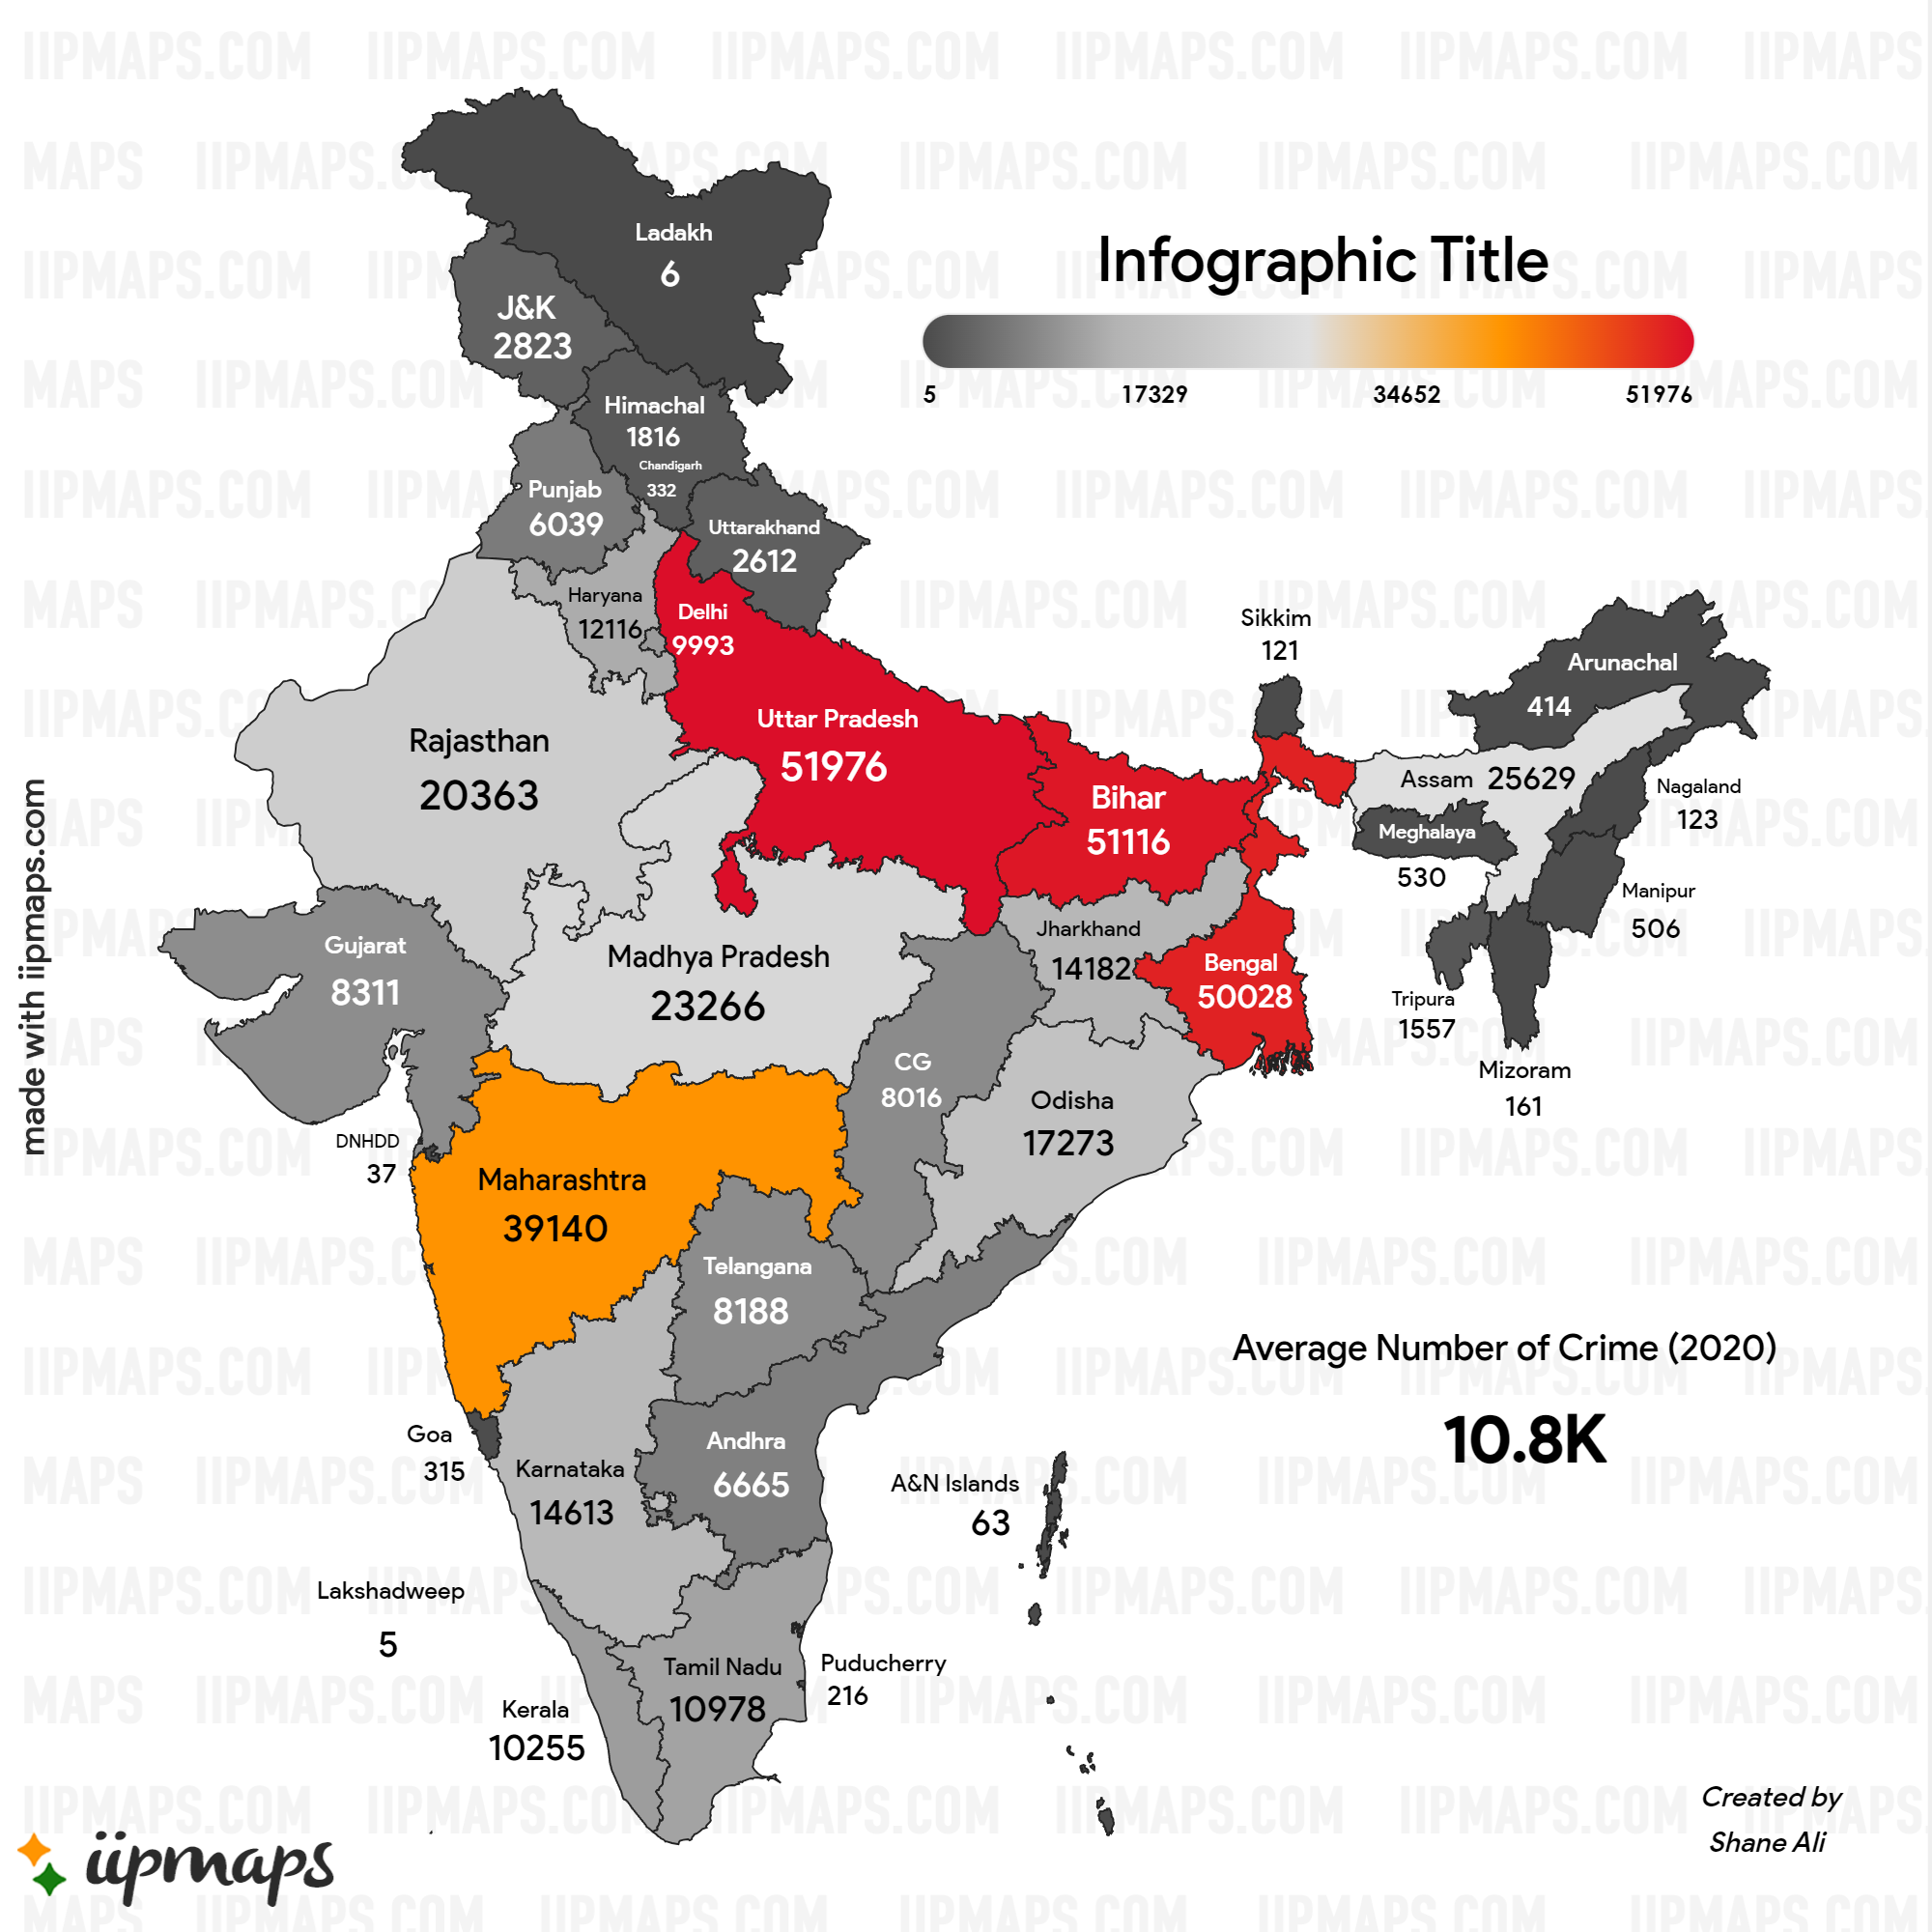 Infographic Title
5
17329
34652
51976
Ladakh
6
J&K
2823
Himachal
1816
Chandigarh
332
Punjab
6039
Uttarakhand
2612
Haryana
12116
Delhi
9993
Sikkim
121
Arunachal
414
Uttar Pradesh
51976
Rajasthan
20363
Bihar
51116
Assam 25629
Nagaland
123
Meghalaya
530
Manipur
506
Gujarat
8311
Madhya Pradesh
23266
Jharkhand
14182
Bengal
50028
Tripura
1557
Mizoram
161
CG
8016
Odisha
17273
DNHDD
37
Maharashtra
39140
Telangana
8188
Average Number of Crime (2020)
10.8K
Goa
315
Karnataka
14613
Andhra
6665
A&N Islands
63
Lakshadweep
5
Tamil Nadu
10978
Puducherry
216
Kerala
10255
made with iipmaps.com
iipmaps
Created by
Shane Ali
IIPMAPS.COM